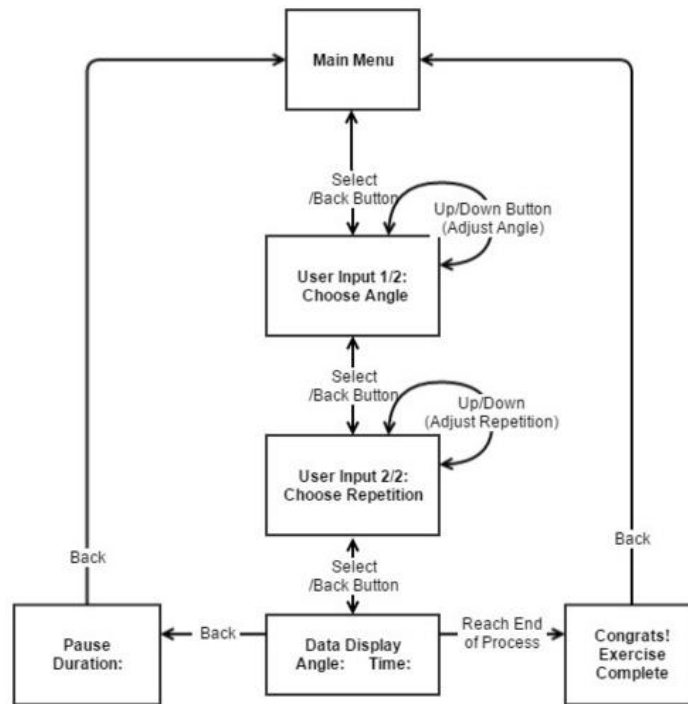 Main Menu
Select
/Back Button
Up/Down Button
(Adjust Angle)
User Input 1/2:
Choose Angle
Select
/Back Button
Up/Down
(Adjust Repetition)
User Input 2/2:
Choose Repetition
Back
Select
/Back Button
Back
Pause
Duration:
Back
Data Display
Angle: Time:
Reach End
of Process
Congrats!
Exercise
Complete